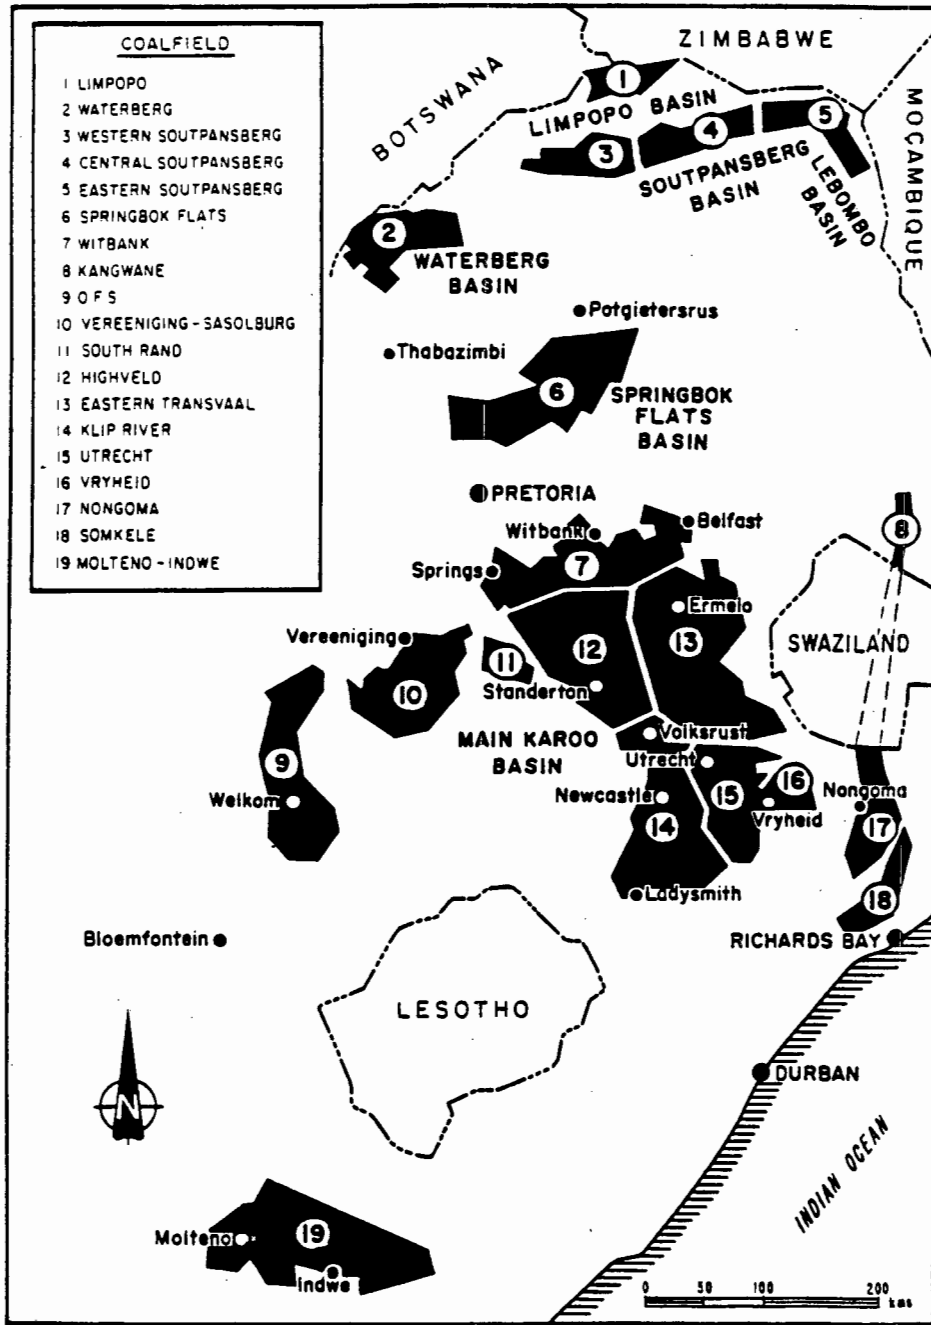 COALFIELD
1 LIMPOPO
2 WATERBERG
3 WESTERN SOUTPANSBERG
4 CENTRAL SOUTPANSBERG
5 EASTERN SOUTPANSBERG
6 SPRINGBOK FLATS
7 WITBANK
8 KANGWANE
9 OFS
10 VEREENIGING-SASOLBURG
11 SOUTH RAND
12 HIGHVELD
13 EASTERN TRANSVAAL
14 KLIP RIVER
15 UTRECHT
16 VRYHEID
17 NONGOMA
18 SOMKELE
19 MOLTENO-INDWE
ZIMBABWE
BOTSWANA
MOÇAMBIQUE
1
LIMPOPO BASIN
3
4
5
SOUTPANSBERG
BASIN
LEBOMBO
BASIN
2
WATERBERG
BASIN
Potgietersrus
Thabazimbi
6
SPRINGBOK
FLATS
BASIN
PRETORIA
Witbank
Belfast
8
Springs
7
Ermelo
Vereeniging
12
13
SWAZILAND
11
10
Standerton
MAIN KAROO
BASIN
Volksrust
Utrecht
9
16
Welkom
Newcastle
15
Nongoma
Vryheid
14
17
Ladysmith
18
Bloemfontein
RICHARDS BAY
LESOTHO
N
DURBAN
INDIAN OCEAN
Molteno
19
Indwe
0 50 100 200
kms